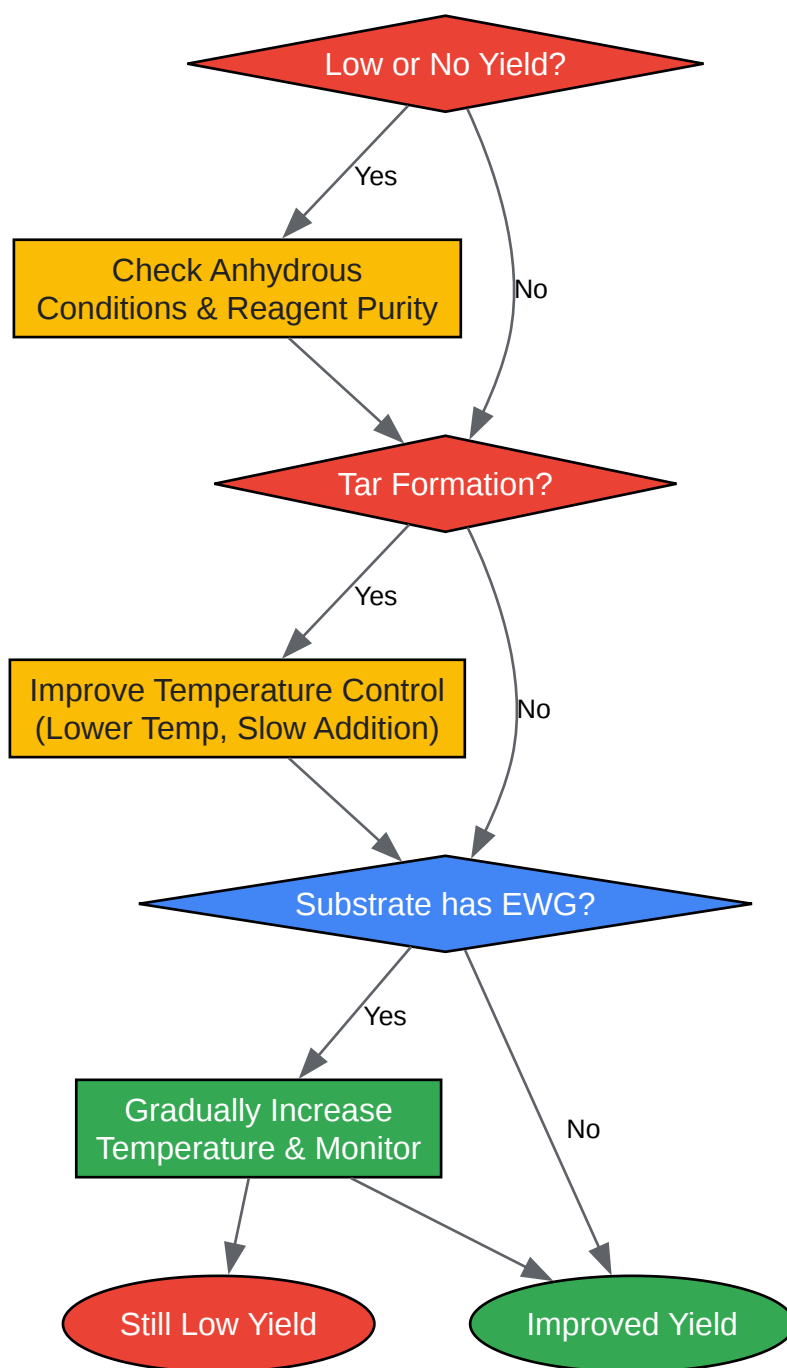 Low or No Yield?
Yes
Check Anhydrous
Conditions & Reagent Purity
No
Tar Formation?
Yes
Improve Temperature Control
(Lower Temp, Slow Addition)
No
Substrate has EWG?
Yes
Gradually Increase
Temperature & Monitor
No
Still Low Yield
Improved Yield